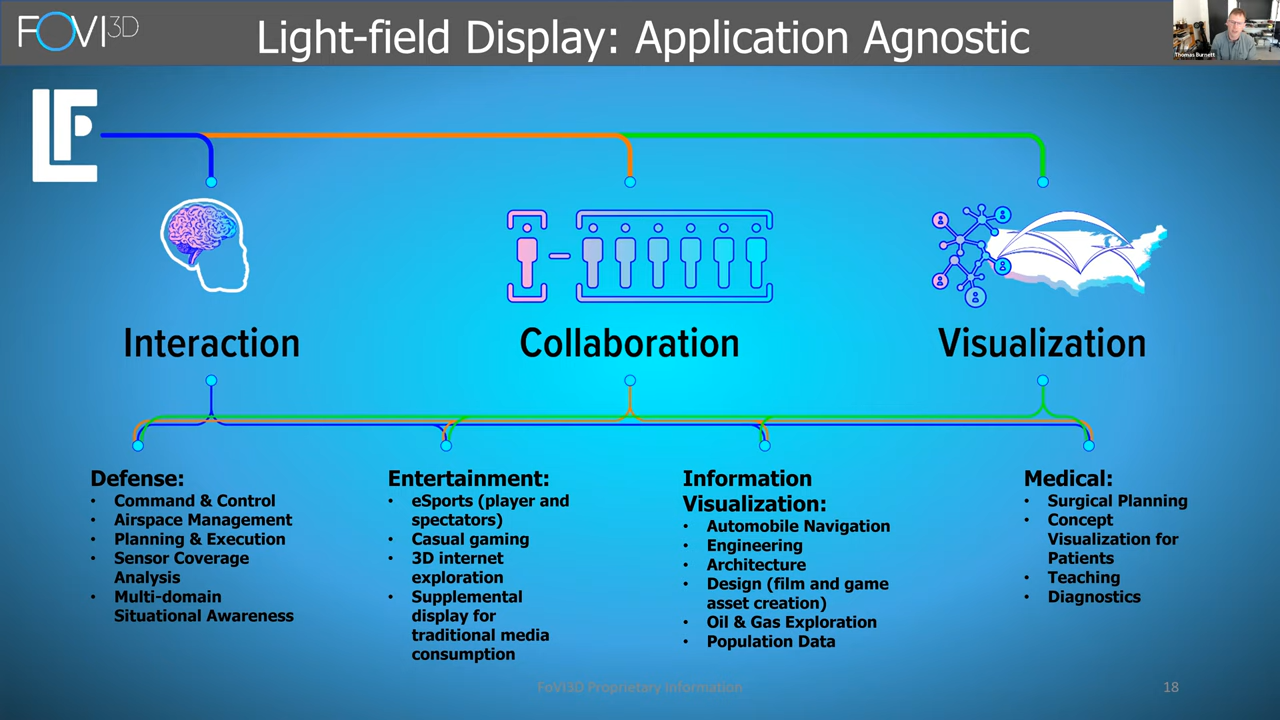 FoVI3D
Light-field Display: Application Agnostic
Thomas Burnett
LF
Interaction
Collaboration
Visualization
Defense:
• Command & Control
• Airspace Management
• Planning & Execution
• Sensor Coverage
Analysis
• Multi-domain
Situational Awareness
Entertainment:
• eSports (player and
spectators)
• Casual gaming
• 3D internet
exploration
• Supplemental
display for
traditional media
consumption
Information
Visualization:
• Automobile Navigation
• Engineering
• Architecture
• Design (film and game
asset creation)
• Oil & Gas Exploration
• Population Data
Medical:
• Surgical Planning
• Concept
Visualization for
Patients
• Teaching
• Diagnostics
FoVI3D Proprietary Information
18